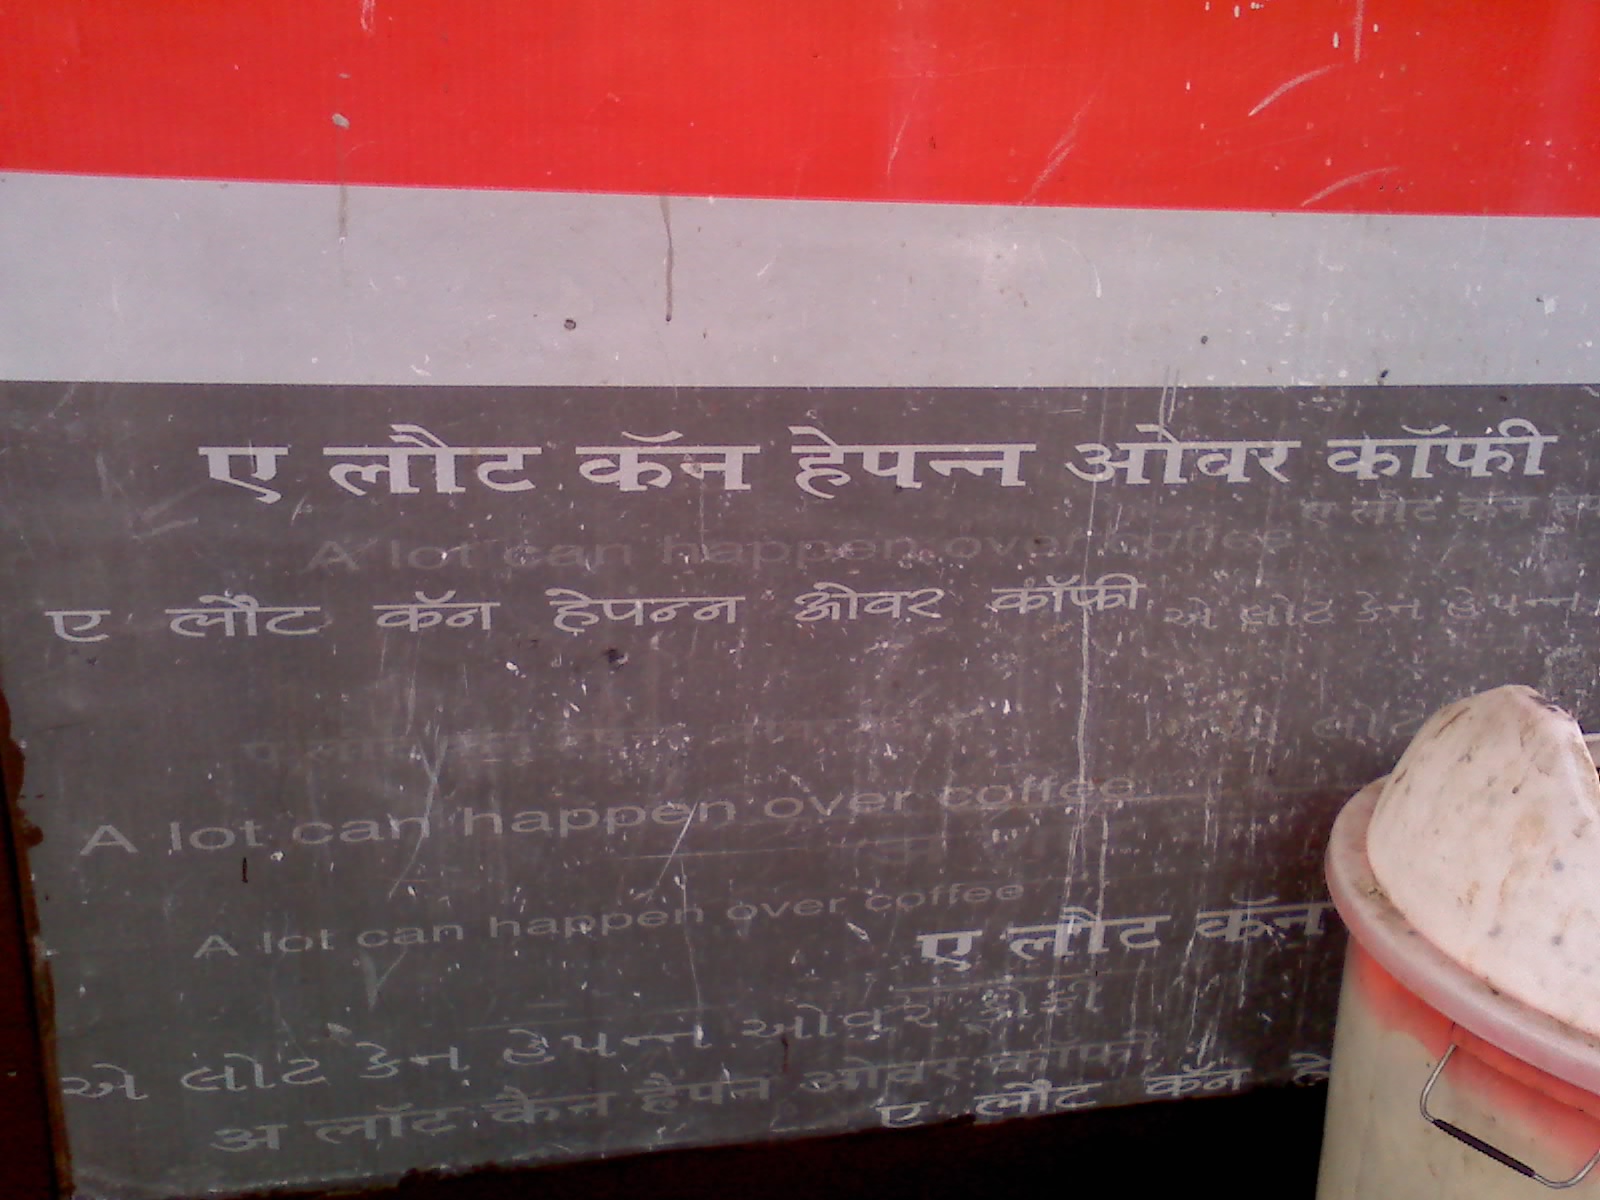 ए लौट कॅन हेपन्न ओवर कॉफी
ए लौट कॅन हे
A lot can happen over coffee
ए लौट कॅन हेपन्न ओवर कॉफी
એ લોટ કેન હેપન્ન
લોટ
A lot can happen over coffee
A lot can happen over coffee
ए लौट कॅन
એ લોટ કેન હેપન્ન ઓવર કોફી
अ लॉट कैन हैपन ओवर कॉफी
ए लौट कॅन हे